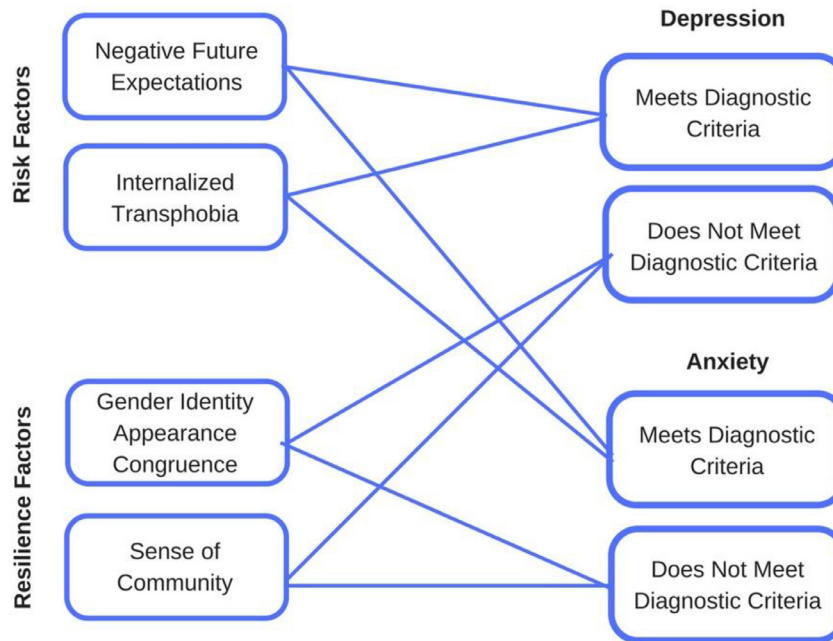 Risk Factors
Negative Future
Expectations
Internalized
Transphobia
Resilience Factors
Gender Identity
Appearance
Congruence
Sense of
Community
Depression
Meets Diagnostic
Criteria
Does Not Meet
Diagnostic Criteria
Anxiety
Meets Diagnostic
Criteria
Does Not Meet
Diagnostic Criteria